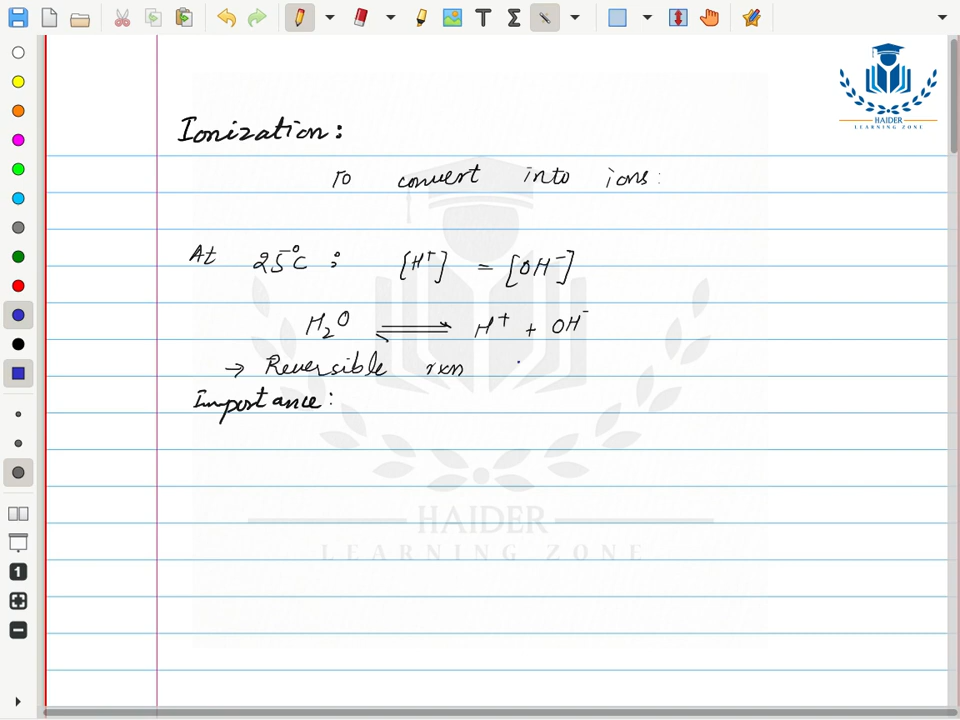 HAIDER
LEARNING ZONE
Ionization:
To convert into ions:
At 25°C : [H⁺] = [OH⁻]
H₂O ⇌ H⁺ + OH⁻
→ Reversible rxn
Importance:
HAIDER
LEARNING ZONE